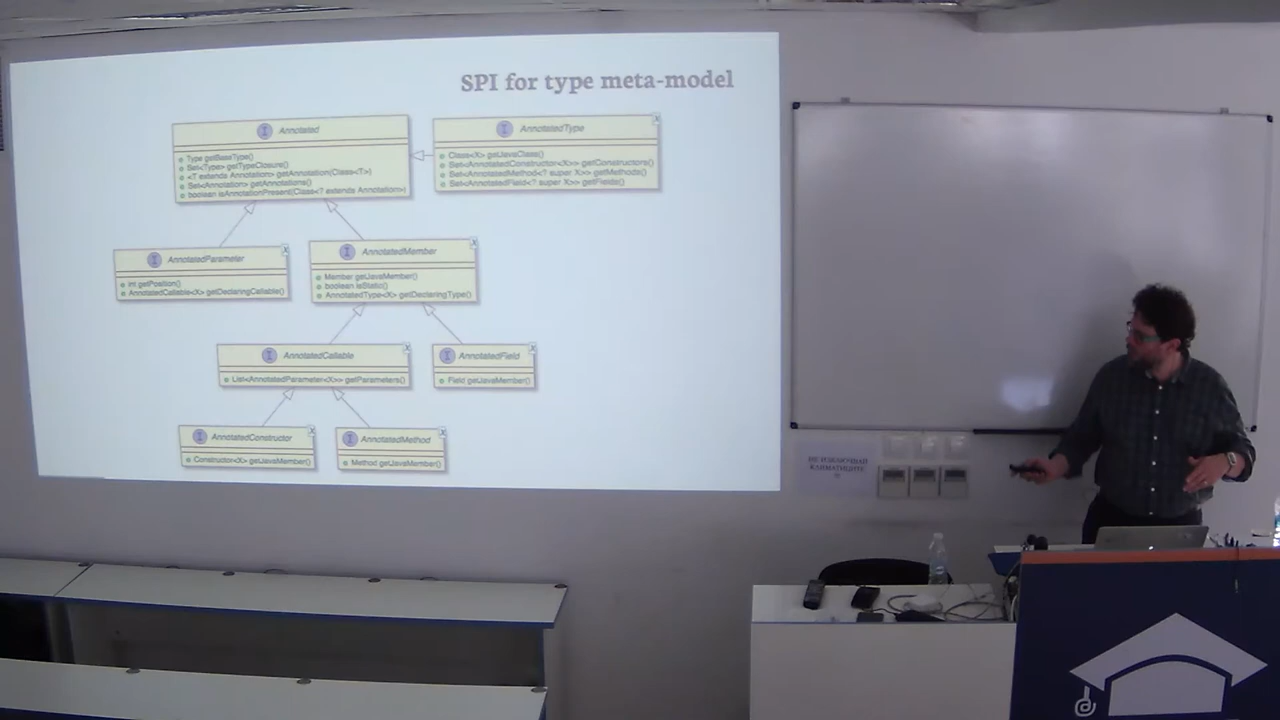 SPI for type meta-model
I Annotated
Type getBaseType()
Set<Type> getTypeClosure()
<T extends Annotation> getAnnotation(Class<T>)
Set<Annotation> getAnnotations()
boolean isAnnotationPresent(Class<? extends Annotation>)
I AnnotatedType X
Class<X> getJavaClass()
Set<AnnotatedConstructor<X>> getConstructors()
Set<AnnotatedMethod<? super X>> getMethods()
Set<AnnotatedField<? super X>> getFields()
I AnnotatedParameter X
int getPosition()
AnnotatedCallable<X> getDeclaringCallable()
I AnnotatedMember X
Member getJavaMember()
boolean isStatic()
AnnotatedType<X> getDeclaringType()
I AnnotatedCallable X
List<AnnotatedParameter<X>> getParameters()
I AnnotatedField X
Field getJavaMember()
I AnnotatedConstructor X
Constructor<X> getJavaMember()
I AnnotatedMethod X
Method getJavaMember()
НЕ ИЗКЛЮЧВАЙ
КЛИМАТИЦИТЕ